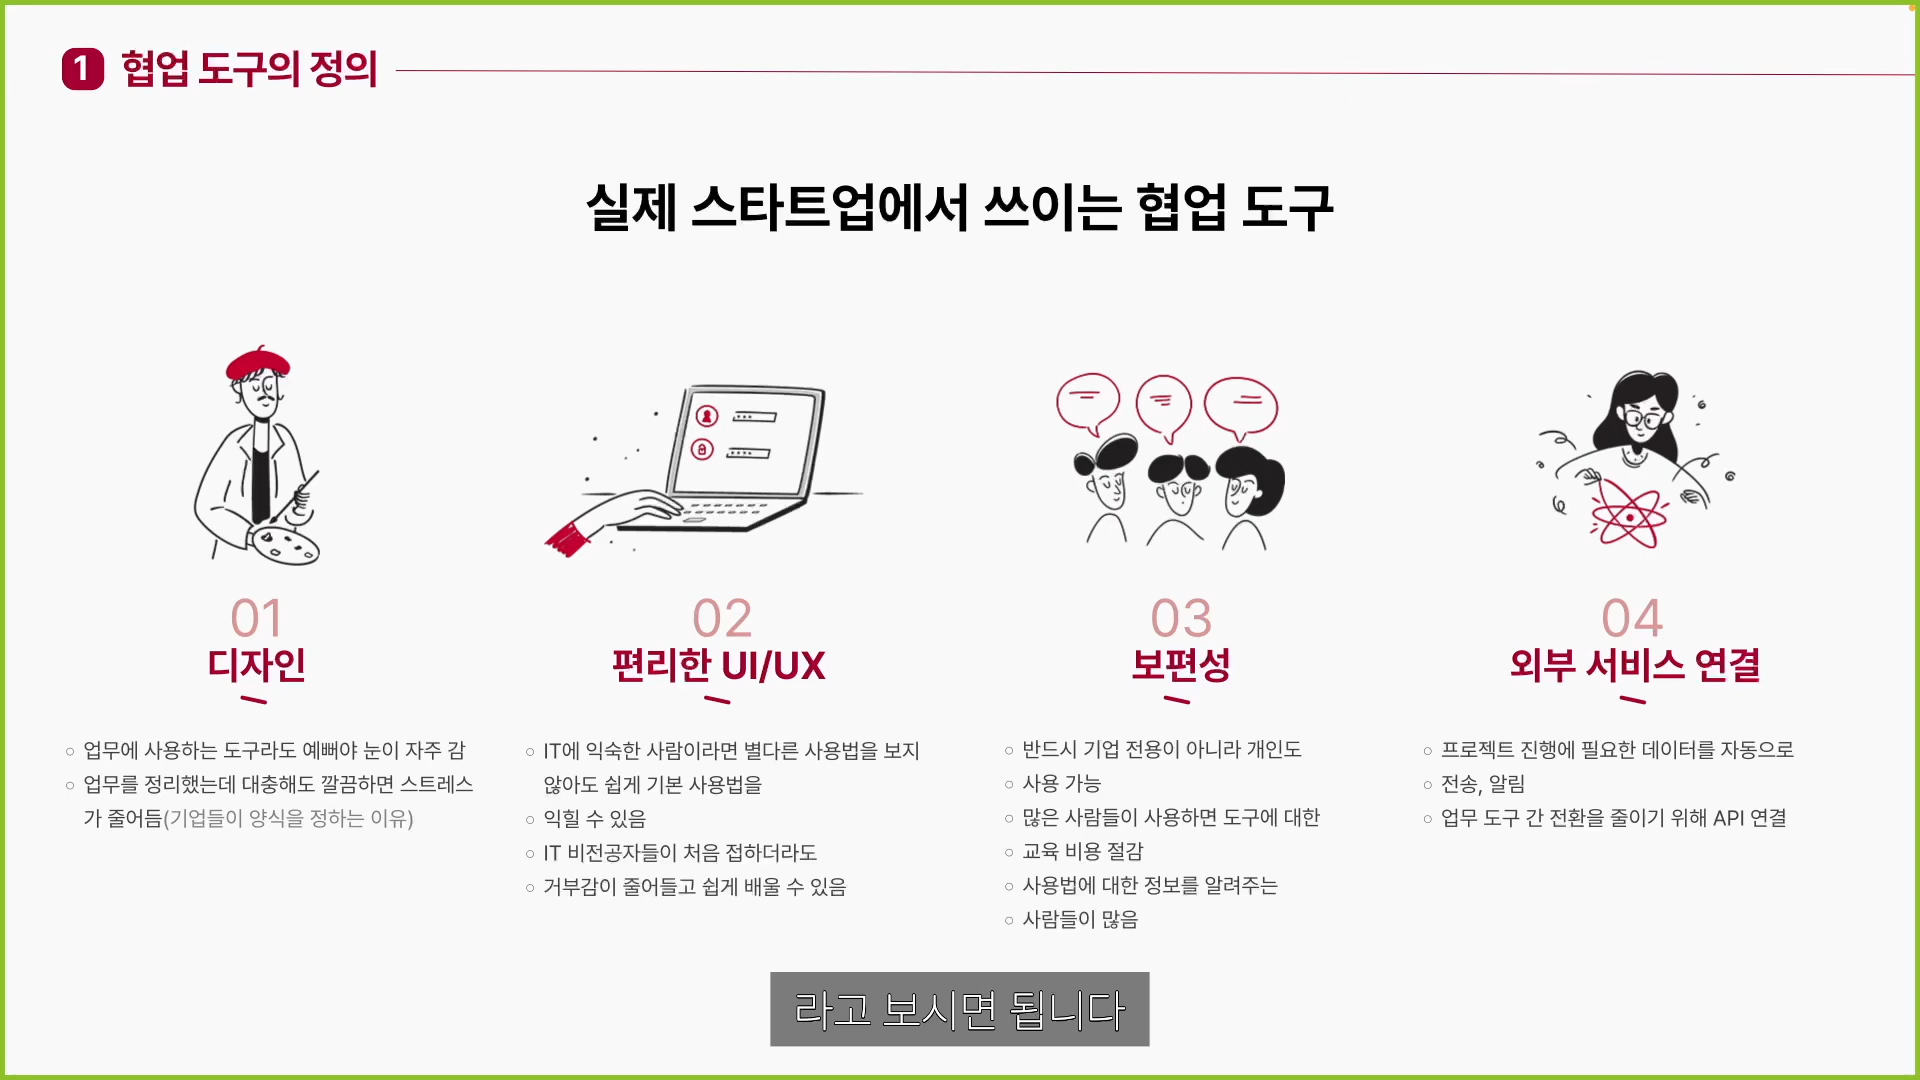 1 협업 도구의 정의
실제 스타트업에서 쓰이는 협업 도구
01
디자인
○ 업무에 사용하는 도구라도 예뻐야 눈이 자주 감
○ 업무를 정리했는데 대충해도 깔끔하면 스트레스
가 줄어듬(기업들이 양식을 정하는 이유)
02
편리한 UI/UX
○ IT에 익숙한 사람이라면 별다른 사용법을 보지
않아도 쉽게 기본 사용법을
○ 익힐 수 있음
○ IT 비전공자들이 처음 접하더라도
○ 거부감이 줄어들고 쉽게 배울 수 있음
03
보편성
○ 반드시 기업 전용이 아니라 개인도
○ 사용 가능
○ 많은 사람들이 사용하면 도구에 대한
○ 교육 비용 절감
○ 사용법에 대한 정보를 알려주는
○ 사람들이 많음
04
외부 서비스 연결
○ 프로젝트 진행에 필요한 데이터를 자동으로
○ 전송, 알림
○ 업무 도구 간 전환을 줄이기 위해 API 연결
라고 보시면 됩니다